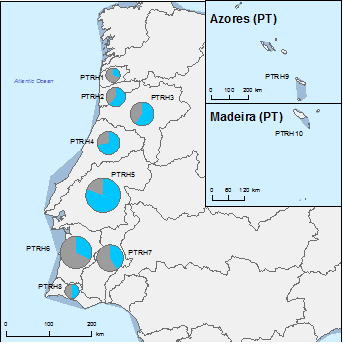 Azores (PT)
PTRH9
0 100 200 km
Madeira (PT)
PTRH10
0 60 120 km
Atlantic Ocean
PTRH1
PTRH2
PTRH3
PTRH4
PTRH5
PTRH6
PTRH7
PTRH8
0 100 200 km